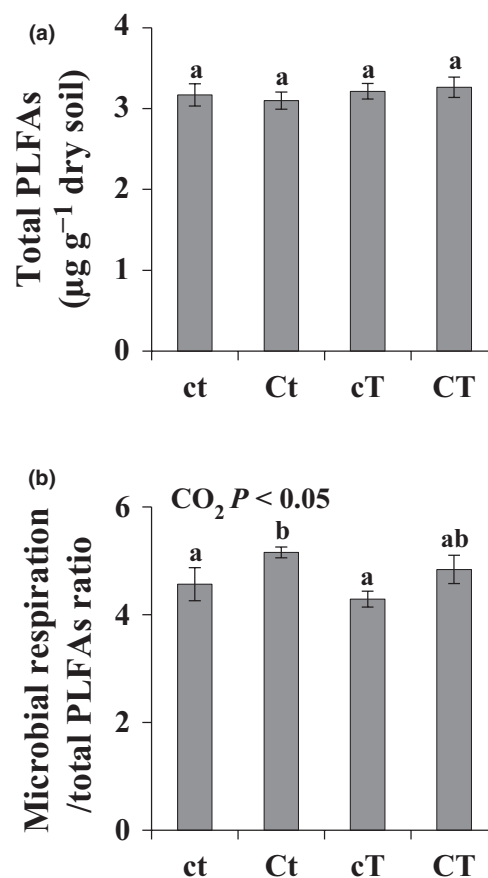 (a)
Total PLFAs
(µg g⁻¹ dry soil)
4
3
2
1
0
a
a
a
a
ct
Ct
cT
CT
(b)
Microbial respiration
/total PLFAs ratio
6
4
2
0
CO₂ P < 0.05
a
b
a
ab
ct
Ct
cT
CT